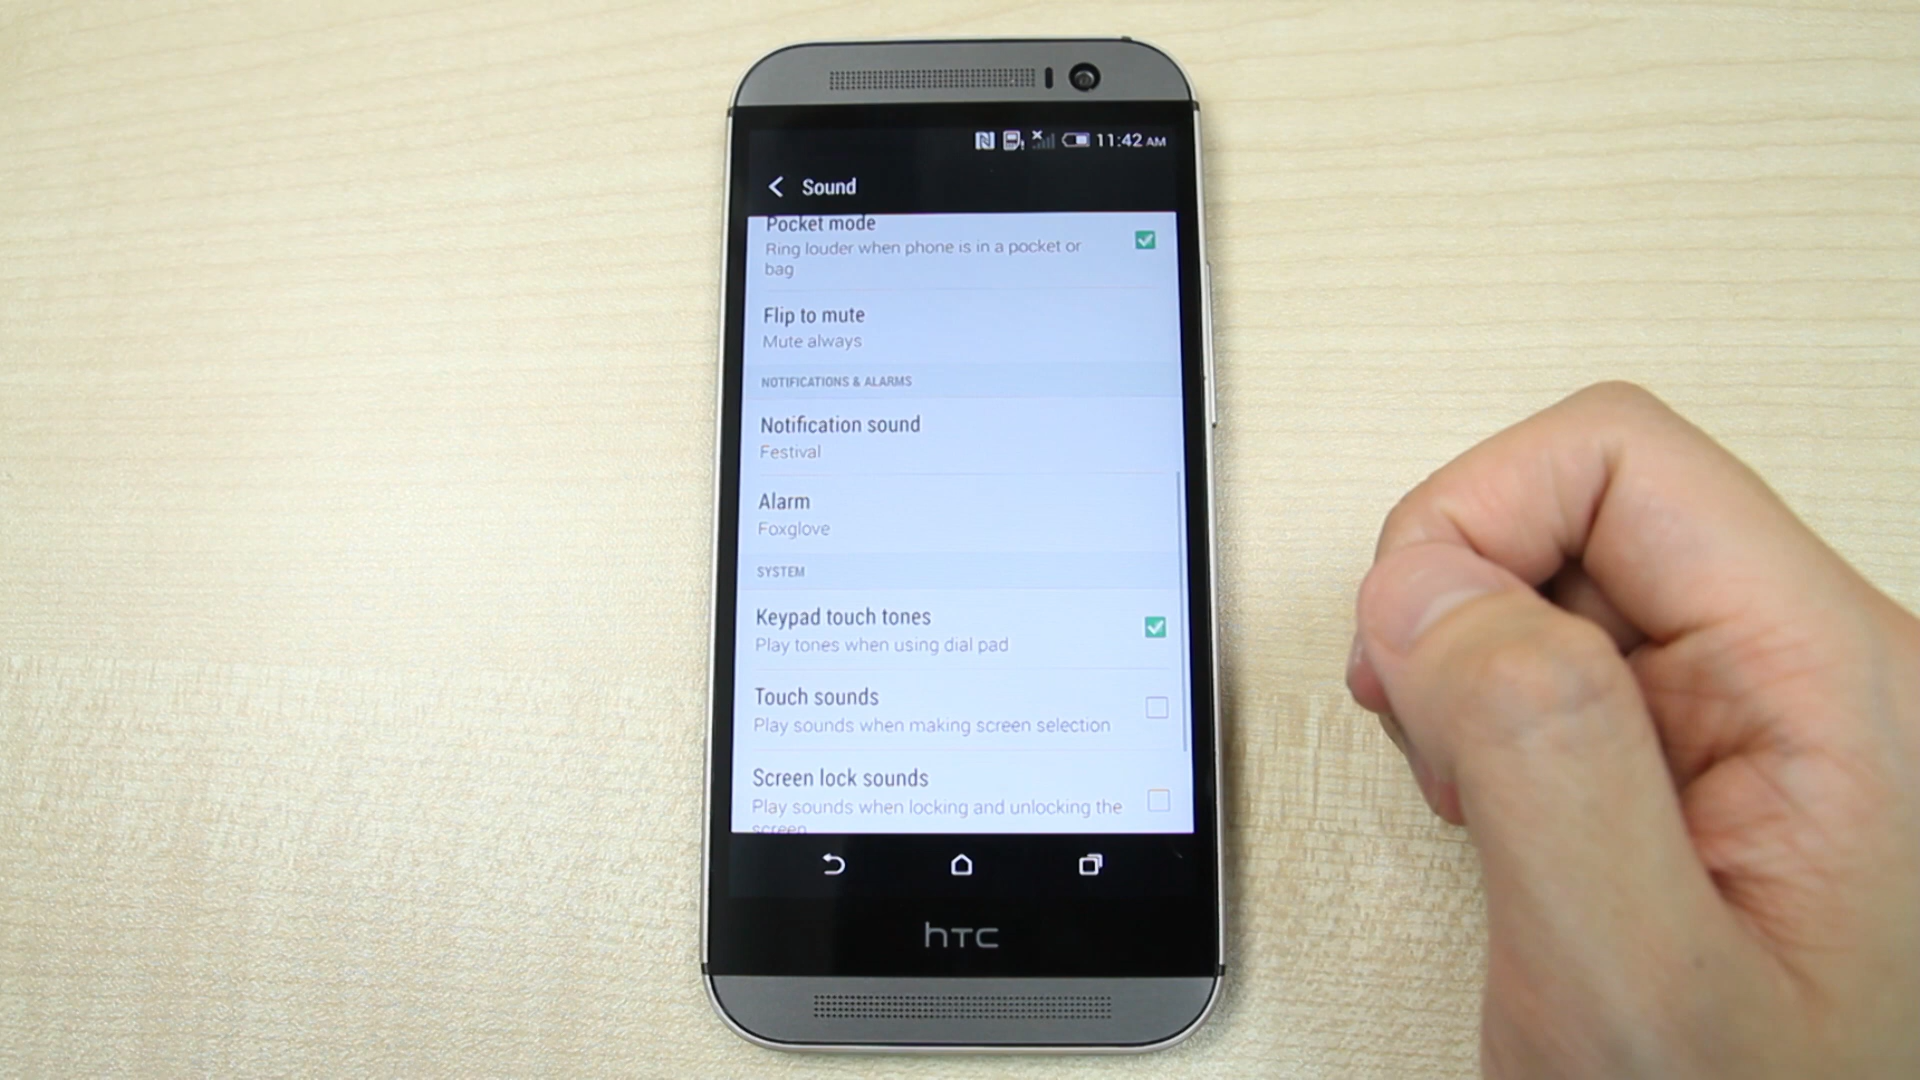 11:42 AM
Sound
Pocket mode
Ring louder when phone is in a pocket or
bag
Flip to mute
Mute always
NOTIFICATIONS & ALARMS
Notification sound
Festival
Alarm
Foxglove
SYSTEM
Keypad touch tones
Play tones when using dial pad
Touch sounds
Play sounds when making screen selection
Screen lock sounds
Play sounds when locking and unlocking the
screen
hTC